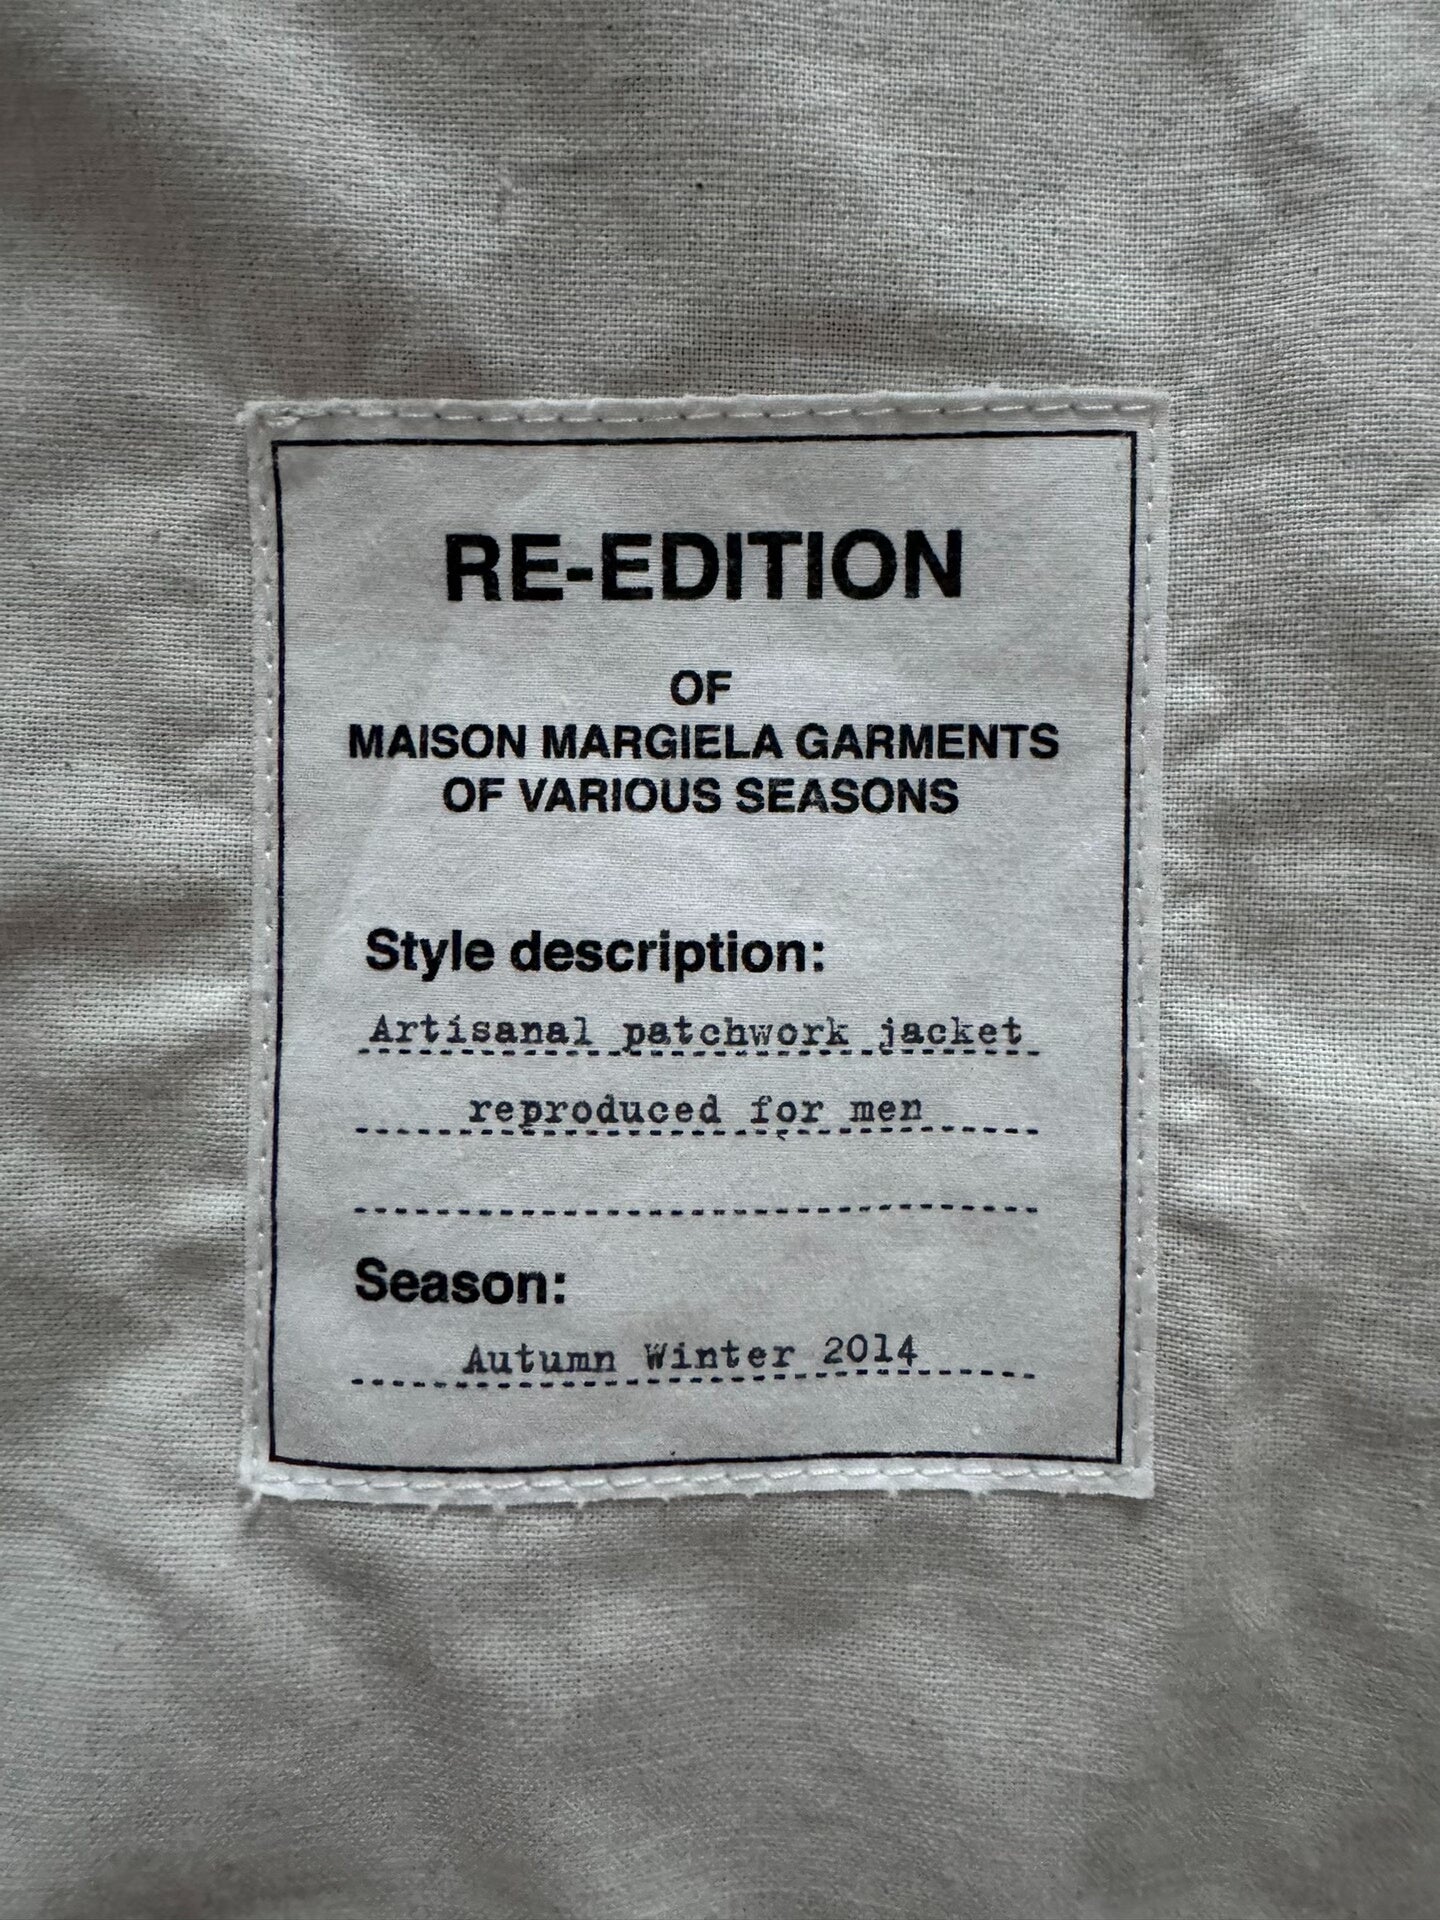 RE-EDITION
OF
MAISON MARGIELA GARMENTS
OF VARIOUS SEASONS
Style description:
Artisanal patchwork jacket
reproduced for men
Season:
Autumn Winter 2014